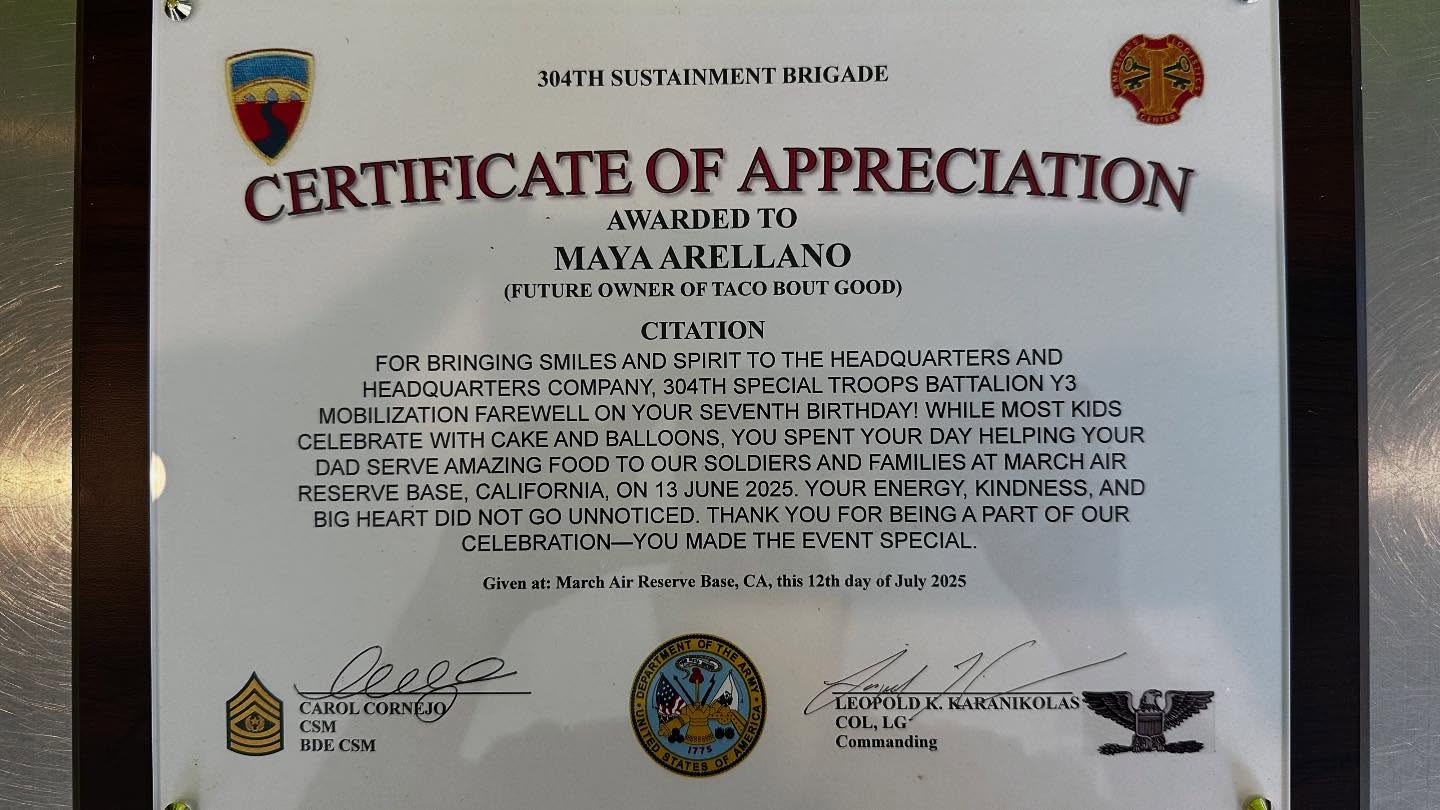 304TH SUSTAINMENT BRIGADE
AMERICA'S LOGISTICS
CENTER
CERTIFICATE OF APPRECIATION
AWARDED TO
MAYA ARELLANO
(FUTURE OWNER OF TACO BOUT GOOD)
CITATION
FOR BRINGING SMILES AND SPIRIT TO THE HEADQUARTERS AND
HEADQUARTERS COMPANY, 304TH SPECIAL TROOPS BATTALION Y3
MOBILIZATION FAREWELL ON YOUR SEVENTH BIRTHDAY! WHILE MOST KIDS
CELEBRATE WITH CAKE AND BALLOONS, YOU SPENT YOUR DAY HELPING YOUR
DAD SERVE AMAZING FOOD TO OUR SOLDIERS AND FAMILIES AT MARCH AIR
RESERVE BASE, CALIFORNIA, ON 13 JUNE 2025. YOUR ENERGY, KINDNESS, AND
BIG HEART DID NOT GO UNNOTICED. THANK YOU FOR BEING A PART OF OUR
CELEBRATION—YOU MADE THE EVENT SPECIAL.
Given at: March Air Reserve Base, CA, this 12th day of July 2025
CAROL CORNEJO
CSM
BDE CSM
DEPARTMENT OF THE ARMY
UNITED STATES OF AMERICA
1775
LEOPOLD K. KARANIKOLAS
COL, LG
Commanding